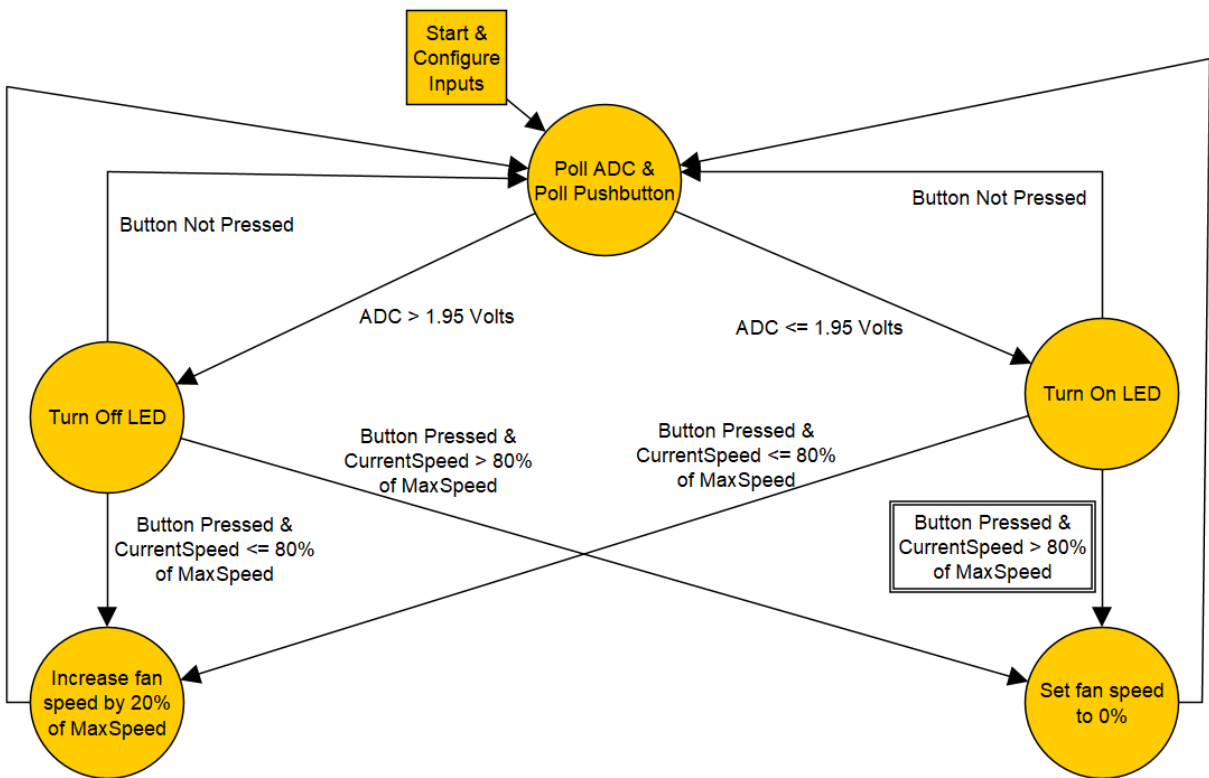 Start &
Configure
Inputs
Poll ADC &
Poll Pushbutton
Button Not Pressed
Button Not Pressed
ADC > 1.95 Volts
ADC <= 1.95 Volts
Turn Off LED
Turn On LED
Button Pressed &
CurrentSpeed > 80%
of MaxSpeed
Button Pressed &
CurrentSpeed <= 80%
of MaxSpeed
Button Pressed &
CurrentSpeed <= 80%
of MaxSpeed
Button Pressed &
CurrentSpeed > 80%
of MaxSpeed
Increase fan
speed by 20%
of MaxSpeed
Set fan speed
to 0%